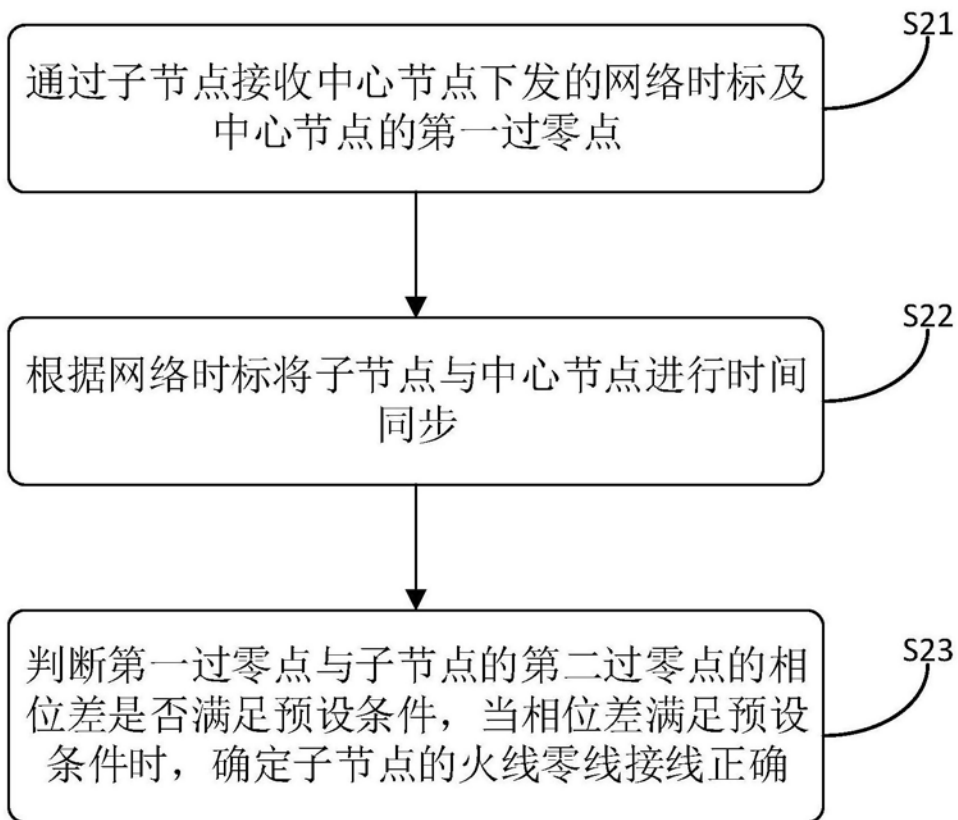 S21
通过子节点接收中心节点下发的网络时标及
中心节点的第一过零点
S22
根据网络时标将子节点与中心节点进行时间
同步
S23
判断第一过零点与子节点的第二过零点的相
位差是否满足预设条件，当相位差满足预设
条件时，确定子节点的火线零线接线正确